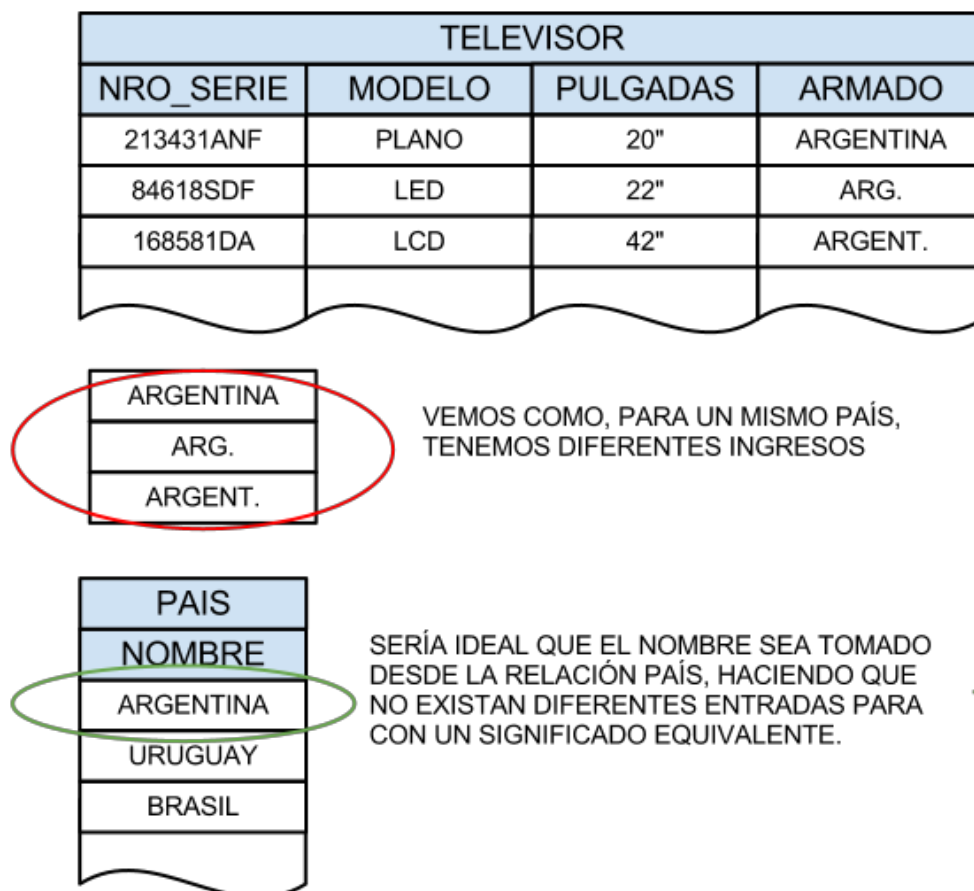 TELEVISOR
NRO_SERIE MODELO PULGADAS ARMADO
213431ANF PLANO 20" ARGENTINA
84618SDF LED 22" ARG.
168581DA LCD 42" ARGENT.
ARGENTINA
ARG.
ARGENT.
VEMOS COMO, PARA UN MISMO PAÍS,
TENEMOS DIFERENTES INGRESOS
PAIS
NOMBRE
ARGENTINA
URUGUAY
BRASIL
SERÍA IDEAL QUE EL NOMBRE SEA TOMADO
DESDE LA RELACIÓN PAÍS, HACIENDO QUE
NO EXISTAN DIFERENTES ENTRADAS PARA
CON UN SIGNIFICADO EQUIVALENTE.